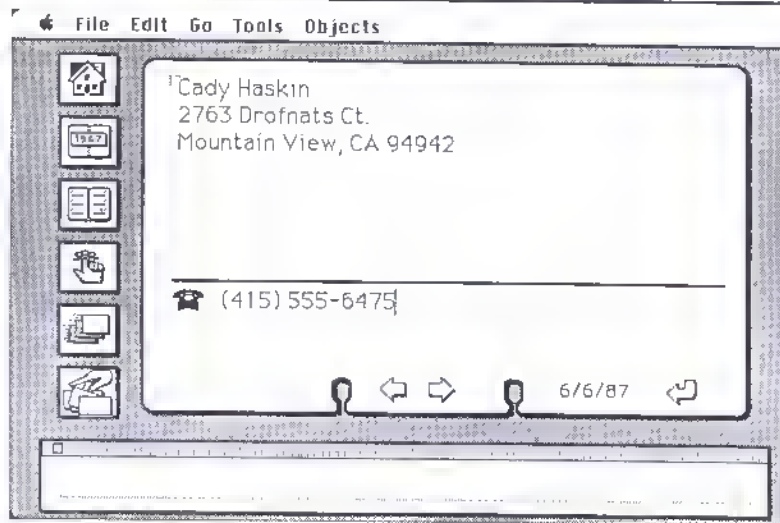 File Edit Go Tools Objects
1967
Cady Haskin
2763 Drofnats Ct.
Mountain View, CA 94942
(415) 555-6475
6/6/87